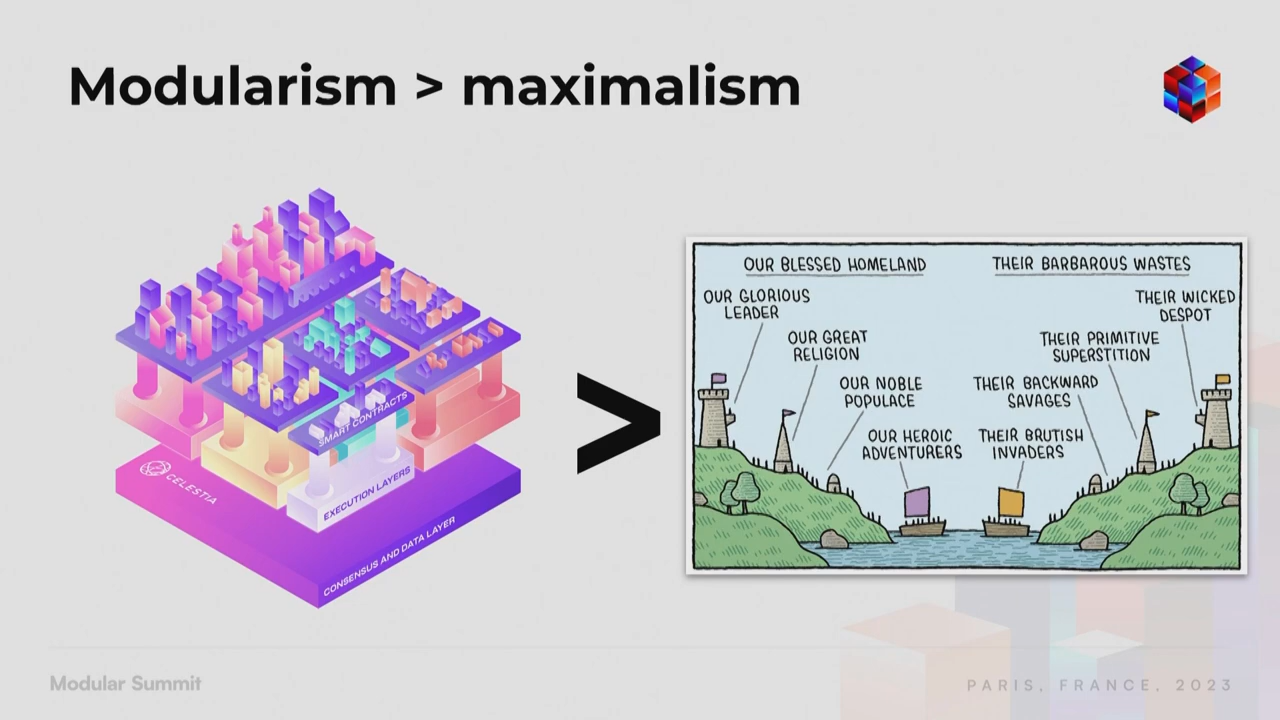 Modularism > maximalism
SMART CONTRACTS
CELESTIA
EXECUTION LAYERS
CONSENSUS AND DATA LAYER
>
OUR BLESSED HOMELAND
THEIR BARBAROUS WASTES
OUR GLORIOUS
LEADER
THEIR WICKED
DESPOT
OUR GREAT
RELIGION
THEIR PRIMITIVE
SUPERSTITION
OUR NOBLE
POPULACE
THEIR BACKWARD
SAVAGES
OUR HEROIC
ADVENTURERS
THEIR BRUTISH
INVADERS
Modular Summit
PARIS, FRANCE, 2023